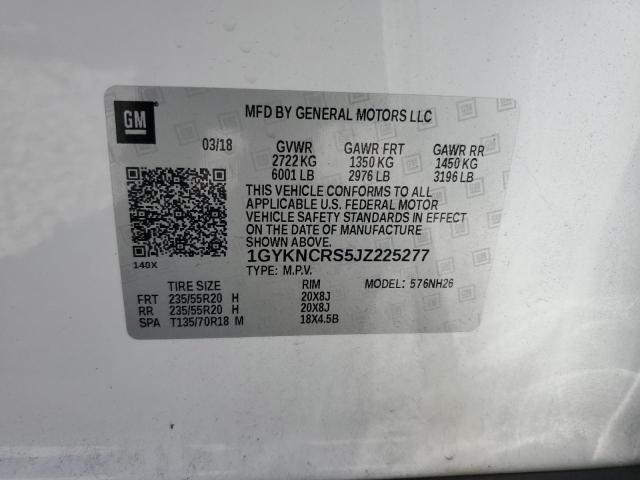 GM
MFD BY GENERAL MOTORS LLC
03/18 GVWR GAWR FRT GAWR RR
2722 KG 1350 KG 1450 KG
6001 LB 2976 LB 3196 LB
THIS VEHICLE CONFORMS TO ALL
APPLICABLE U.S. FEDERAL MOTOR
VEHICLE SAFETY STANDARDS IN EFFECT
ON THE DATE OF MANUFACTURE
SHOWN ABOVE.
1GYKNCRS5JZ225277
140X
TYPE: M.P.V. MODEL: 576NH26
TIRE SIZE RIM
FRT 235/55R20 H 20X8J
RR 235/55R20 H 20X8J
SPA T135/70R18 M 18X4.5B